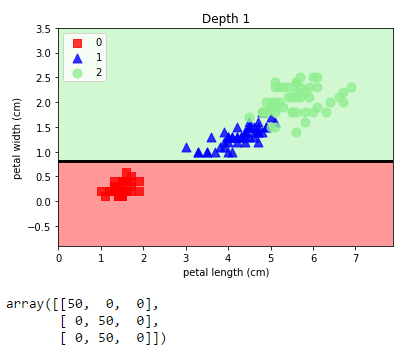 Depth 1
3.5
3.0
2.5
2.0
1.5
1.0
0.5
0.0
−0.5
petal width (cm)
0
1
2
0 1 2 3 4 5 6 7
petal length (cm)
array([[50,  0,  0],
       [ 0, 50,  0],
       [ 0, 50,  0]])